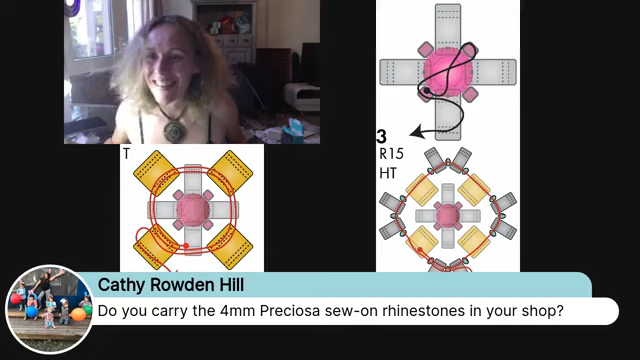 3
T
R15
HT
Cathy Rowden Hill
Do you carry the 4mm Preciosa sew-on rhinestones in your shop?